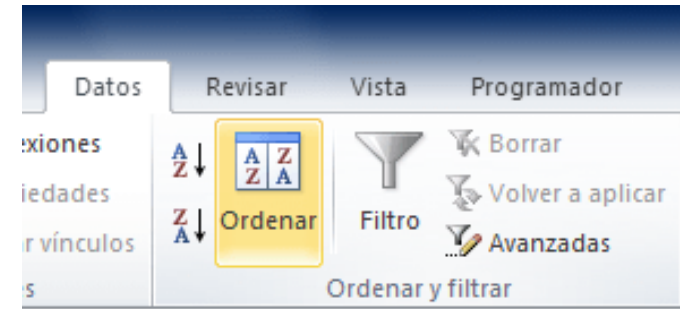 Datos Revisar Vista Programador
exiones
iedades
r vínculos
s
A
Z
Z
A
A Z
Z A
Ordenar
Filtro
Borrar
Volver a aplicar
Avanzadas
Ordenar y filtrar